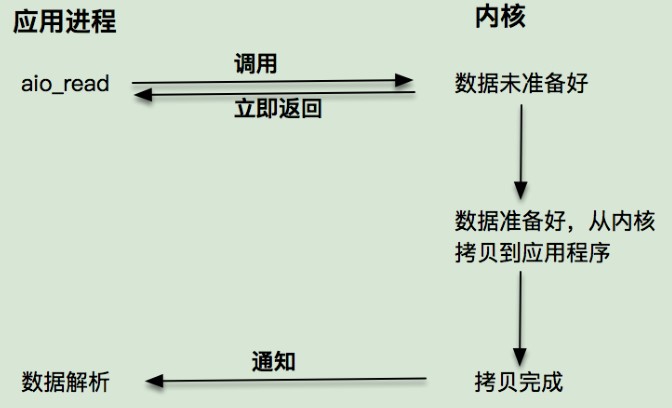 应用进程
内核
调用
aio_read
数据未准备好
立即返回
数据准备好，从内核
拷贝到应用程序
通知
数据解析
拷贝完成